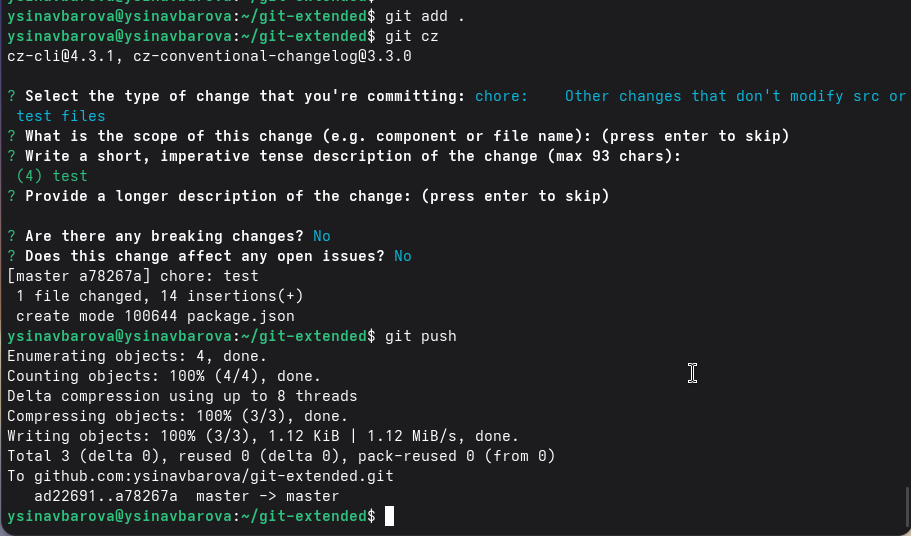 ysinavbarova@ysinavbarova:~/git-extended$ git add .
ysinavbarova@ysinavbarova:~/git-extended$ git cz
cz-cli@4.3.1, cz-conventional-changelog@3.3.0
? Select the type of change that you're committing: chore:    Other changes that don't modify src or
 test files
? What is the scope of this change (e.g. component or file name): (press enter to skip)
? Write a short, imperative tense description of the change (max 93 chars):
 (4) test
? Provide a longer description of the change: (press enter to skip)
? Are there any breaking changes? No
? Does this change affect any open issues? No
[master a78267a] chore: test
 1 file changed, 14 insertions(+)
 create mode 100644 package.json
ysinavbarova@ysinavbarova:~/git-extended$ git push
Enumerating objects: 4, done.
Counting objects: 100% (4/4), done.
Delta compression using up to 8 threads
Compressing objects: 100% (3/3), done.
Writing objects: 100% (3/3), 1.12 KiB | 1.12 MiB/s, done.
Total 3 (delta 0), reused 0 (delta 0), pack-reused 0 (from 0)
To github.com:ysinavbarova/git-extended.git
   ad22691..a78267a  master -> master
ysinavbarova@ysinavbarova:~/git-extended$